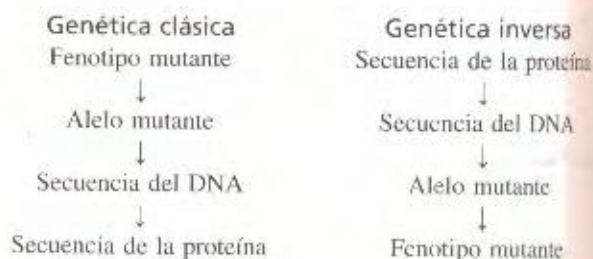 Genética clásica
Fenotipo mutante
↓
Alelo mutante
↓
Secuencia del DNA
↓
Secuencia de la proteína
Genética inversa
Secuencia de la proteína
↓
Secuencia del DNA
↓
Alelo mutante
↓
Fenotipo mutante